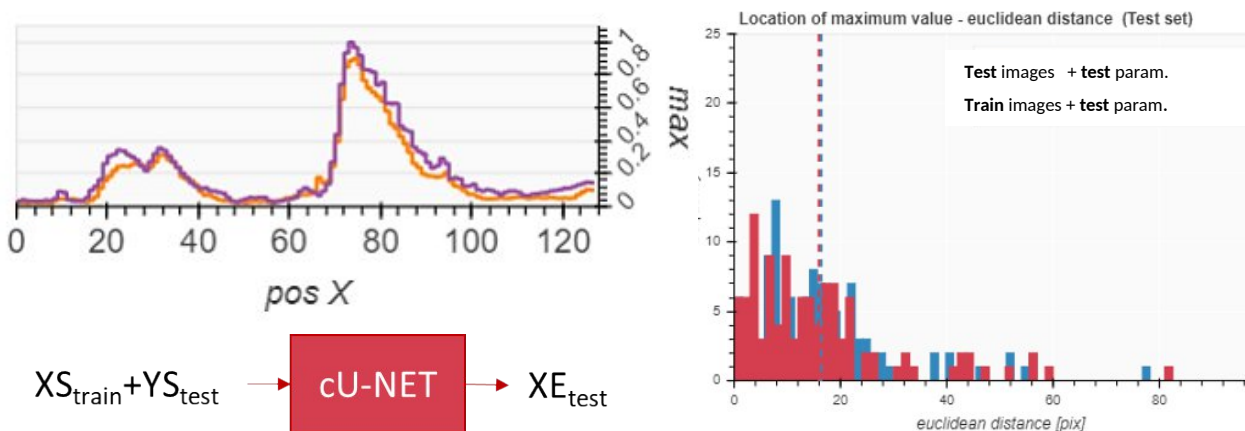 1
0.8
0.6
0.4
0.2
0
0 20 40 60 80 100 120
pos X
XStrain+YStest
cU-NET
XEtest
Location of maximum value - euclidean distance (Test set)
25
20
15
10
5
0
max
Test images + test param.
Train images + test param.
0 20 40 60 80
euclidean distance [pix]